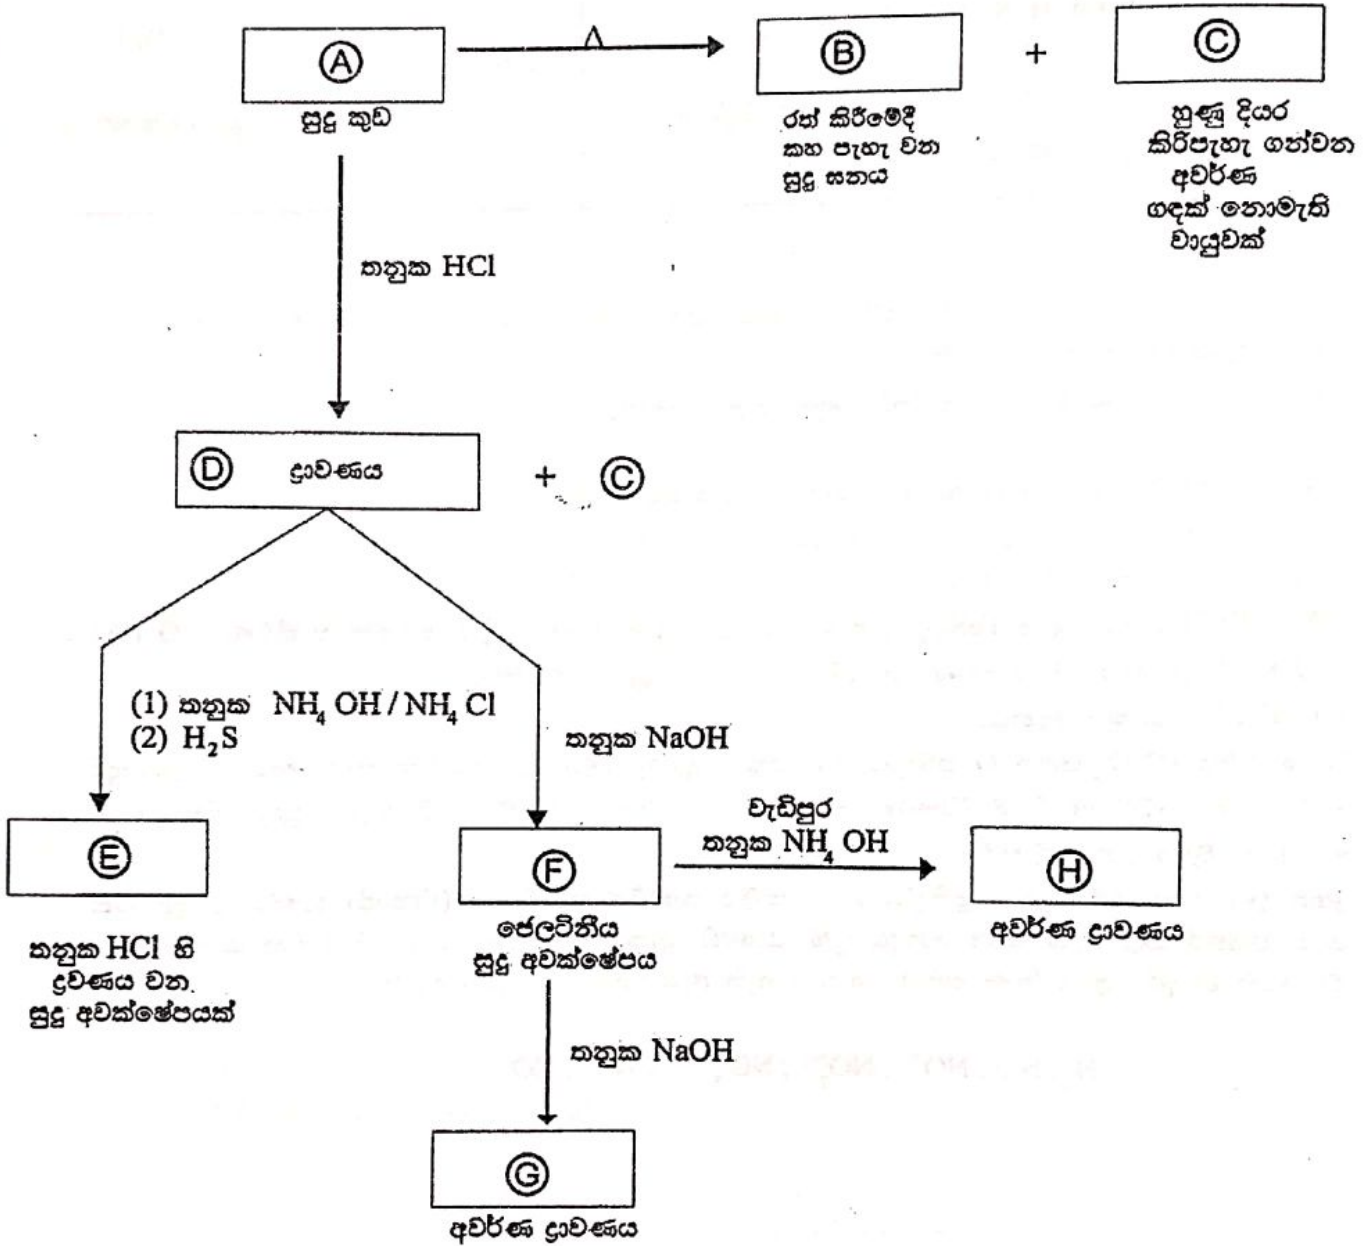 Ⓐ
සුදු කුඩ
Δ
Ⓑ
රත් කිරීමේදී
කහ පැහැ වන
සුදු ඝනය
+
Ⓒ
හුණු දියර
කිරිපැහැ ගන්වන
අවර්ණ
ගඳක් නොමැති
වායුවක්
තනුක HCl
Ⓓ ද්‍රාවණය
+ Ⓒ
(1) තනුක NH₄ OH / NH₄ Cl
(2) H₂S
තනුක NaOH
Ⓔ
තනුක HCl හි
ද්‍රවණය වන
සුදු අවක්ෂේපයක්
Ⓕ
ජෙලටිනීය
සුදු අවක්ෂේපය
වැඩිපුර
තනුක NH₄ OH
Ⓗ
අවර්ණ ද්‍රාවණය
තනුක NaOH
Ⓖ
අවර්ණ ද්‍රාවණය